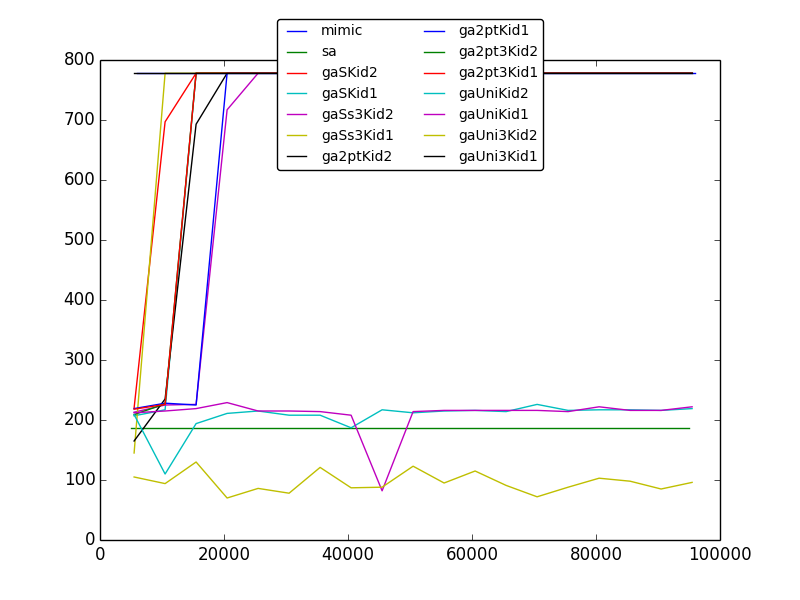 800
700
600
500
400
300
200
100
0
mimic
sa
gaSKid2
gaSKid1
gaSs3Kid2
gaSs3Kid1
ga2ptKid2
ga2ptKid1
ga2pt3Kid2
ga2pt3Kid1
gaUniKid2
gaUniKid1
gaUni3Kid2
gaUni3Kid1
0
20000
40000
60000
80000
100000